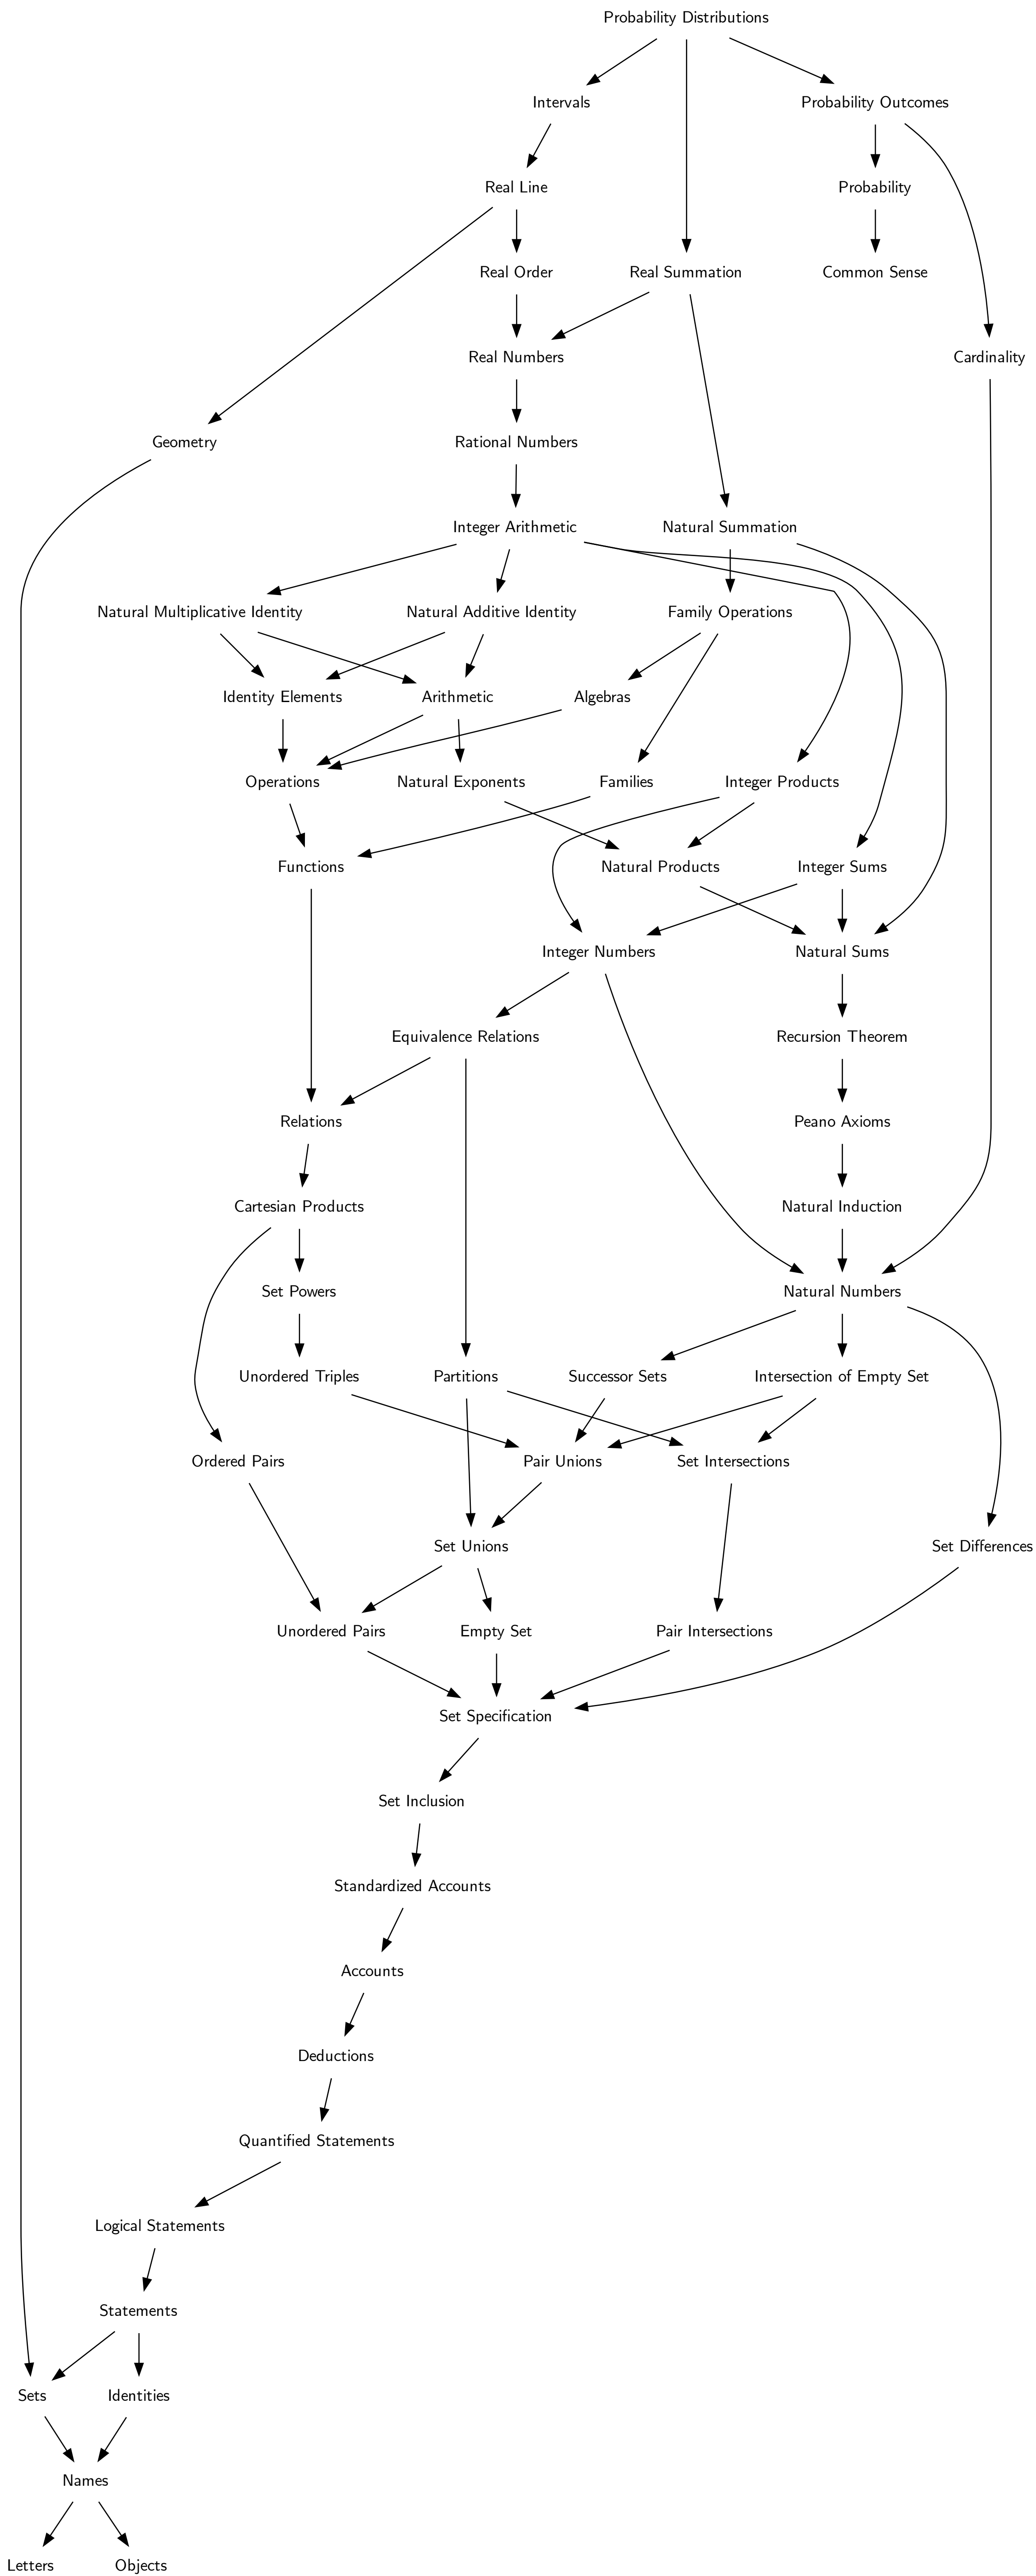 Probability Distributions
Intervals
Probability Outcomes
Real Line
Probability
Real Order
Real Summation
Common Sense
Real Numbers
Cardinality
Geometry
Rational Numbers
Integer Arithmetic
Natural Summation
Natural Multiplicative Identity
Natural Additive Identity
Family Operations
Identity Elements
Arithmetic
Algebras
Operations
Natural Exponents
Families
Integer Products
Functions
Natural Products
Integer Sums
Integer Numbers
Natural Sums
Equivalence Relations
Recursion Theorem
Relations
Peano Axioms
Cartesian Products
Natural Induction
Set Powers
Natural Numbers
Unordered Triples
Partitions
Successor Sets
Intersection of Empty Set
Ordered Pairs
Pair Unions
Set Intersections
Set Unions
Set Differences
Unordered Pairs
Empty Set
Pair Intersections
Set Specification
Set Inclusion
Standardized Accounts
Accounts
Deductions
Quantified Statements
Logical Statements
Statements
Sets
Identities
Names
Letters
Objects